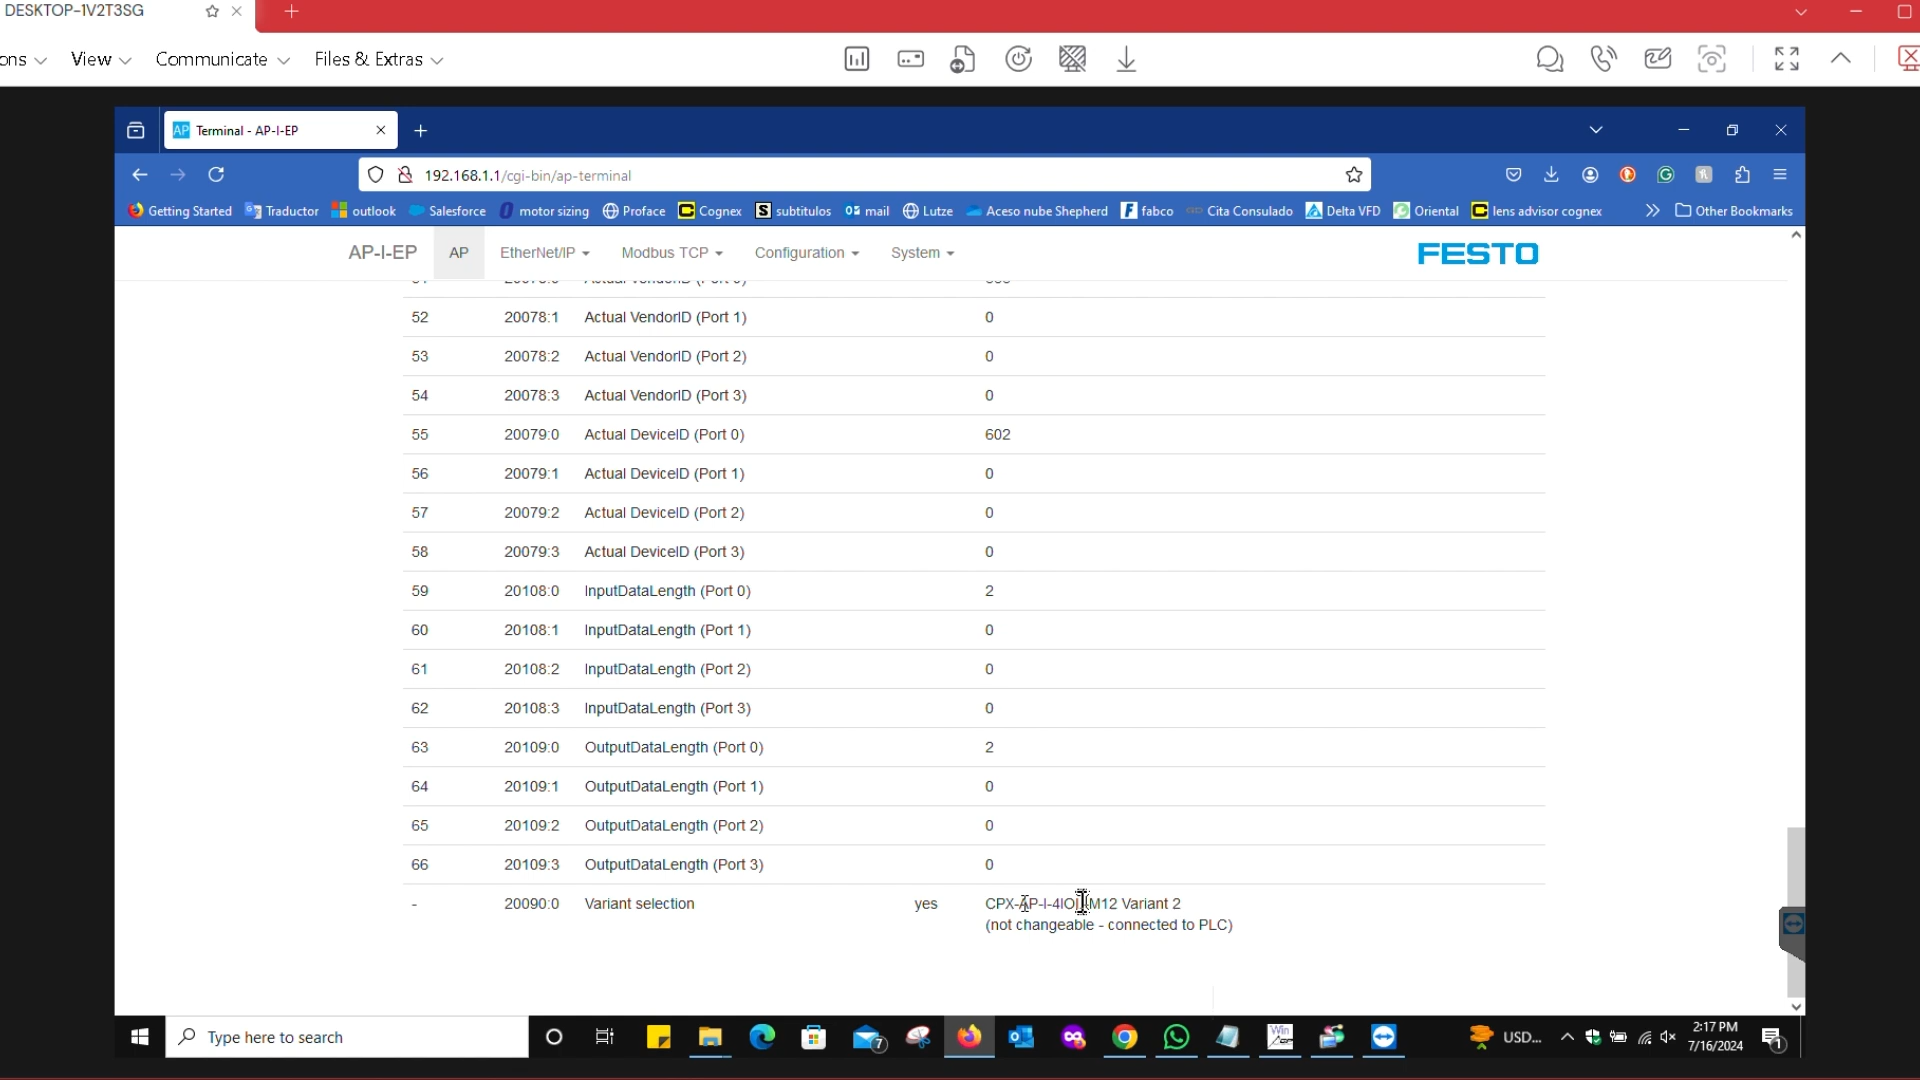 DESKTOP-1V2T3SG
ons View Communicate Files & Extras
Terminal - AP-I-EP
192.168.1.1/cgi-bin/ap-terminal
Getting Started Traductor outlook Salesforce motor sizing Proface Cognex subtitulos mail Lutze Aceso nube Shepherd fabco Cita Consulado Delta VFD Oriental lens advisor cognex Other Bookmarks
AP-I-EP AP EtherNet/IP Modbus TCP Configuration System FESTO
52 20078:1 Actual VendorID (Port 1) 0
53 20078:2 Actual VendorID (Port 2) 0
54 20078:3 Actual VendorID (Port 3) 0
55 20079:0 Actual DeviceID (Port 0) 602
56 20079:1 Actual DeviceID (Port 1) 0
57 20079:2 Actual DeviceID (Port 2) 0
58 20079:3 Actual DeviceID (Port 3) 0
59 20108:0 InputDataLength (Port 0) 2
60 20108:1 InputDataLength (Port 1) 0
61 20108:2 InputDataLength (Port 2) 0
62 20108:3 InputDataLength (Port 3) 0
63 20109:0 OutputDataLength (Port 0) 2
64 20109:1 OutputDataLength (Port 1) 0
65 20109:2 OutputDataLength (Port 2) 0
66 20109:3 OutputDataLength (Port 3) 0
- 20090:0 Variant selection yes CPX-AP-I-4IOL-M12 Variant 2
(not changeable - connected to PLC)
Type here to search 7 USD... 2:17 PM
7/16/2024 1